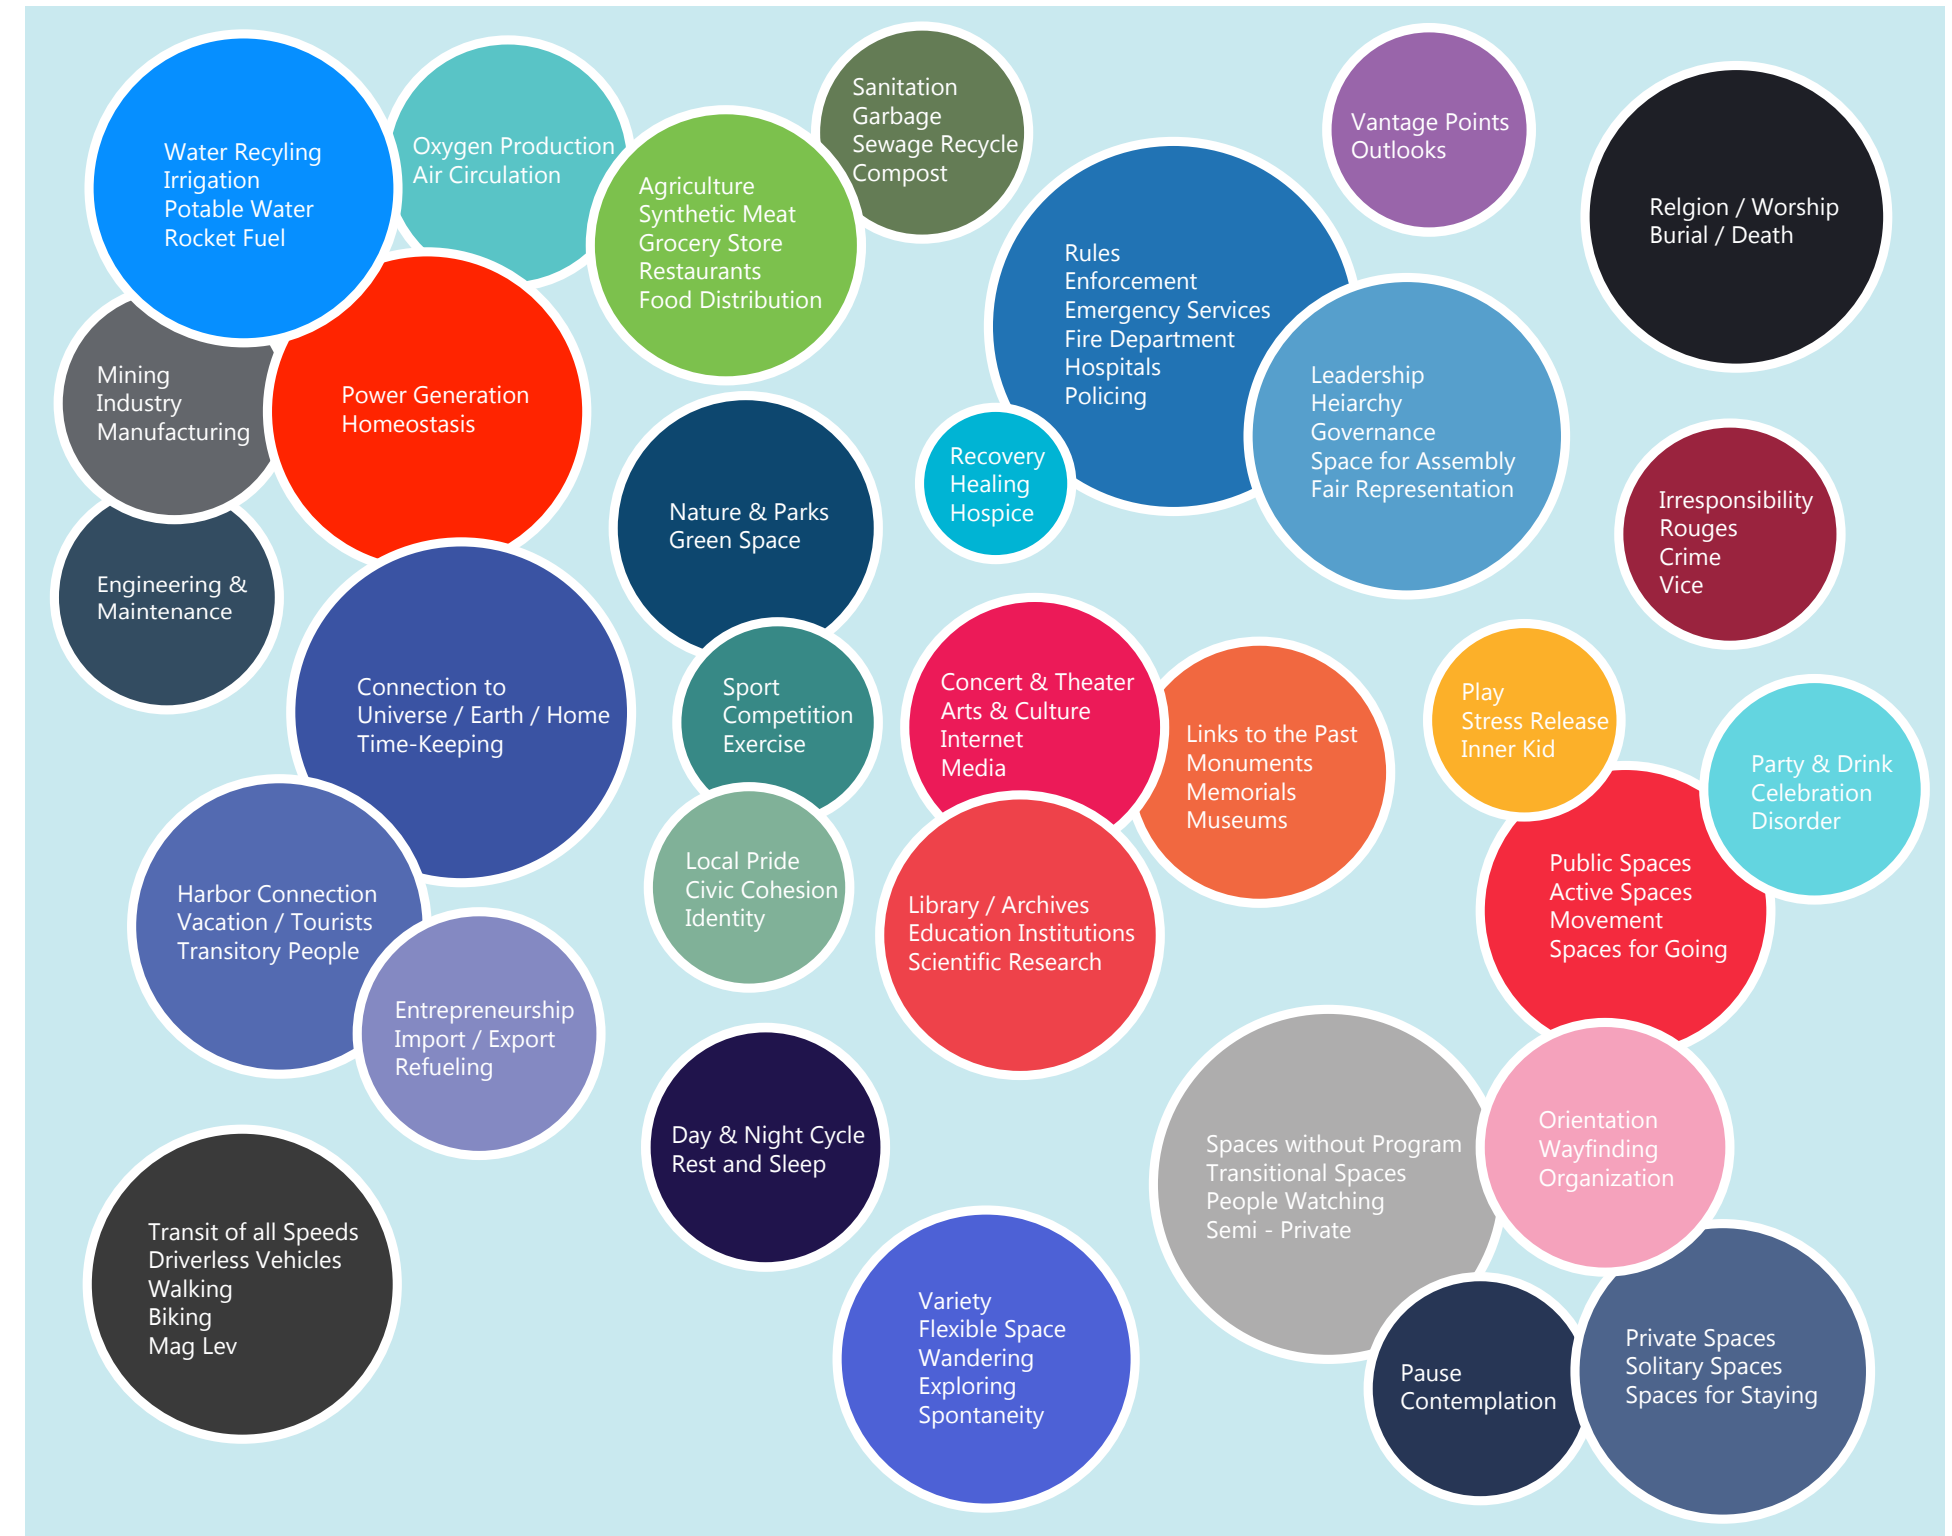 Water Recyling
Irrigation
Potable Water
Rocket Fuel
Oxygen Production
Air Circulation
Agriculture
Synthetic Meat
Grocery Store
Restaurants
Food Distribution
Sanitation
Garbage
Sewage Recycle
Compost
Rules
Enforcement
Emergency Services
Fire Department
Hospitals
Policing
Vantage Points
Outlooks
Relgion / Worship
Burial / Death
Mining
Industry
Manufacturing
Power Generation
Homeostasis
Leadership
Heiarchy
Governance
Space for Assembly
Fair Representation
Recovery
Healing
Hospice
Nature & Parks
Green Space
Irresponsibility
Rouges
Crime
Vice
Engineering &
Maintenance
Connection to
Universe / Earth / Home
Time-Keeping
Sport
Competition
Exercise
Concert & Theater
Arts & Culture
Internet
Media
Links to the Past
Monuments
Memorials
Museums
Play
Stress Release
Inner Kid
Party & Drink
Celebration
Disorder
Harbor Connection
Vacation / Tourists
Transitory People
Local Pride
Civic Cohesion
Identity
Library / Archives
Education Institutions
Scientific Research
Public Spaces
Active Spaces
Movement
Spaces for Going
Entrepreneurship
Import / Export
Refueling
Day & Night Cycle
Rest and Sleep
Spaces without Program
Transitional Spaces
People Watching
Semi - Private
Orientation
Wayfinding
Organization
Transit of all Speeds
Driverless Vehicles
Walking
Biking
Mag Lev
Variety
Flexible Space
Wandering
Exploring
Spontaneity
Pause
Contemplation
Private Spaces
Solitary Spaces
Spaces for Staying